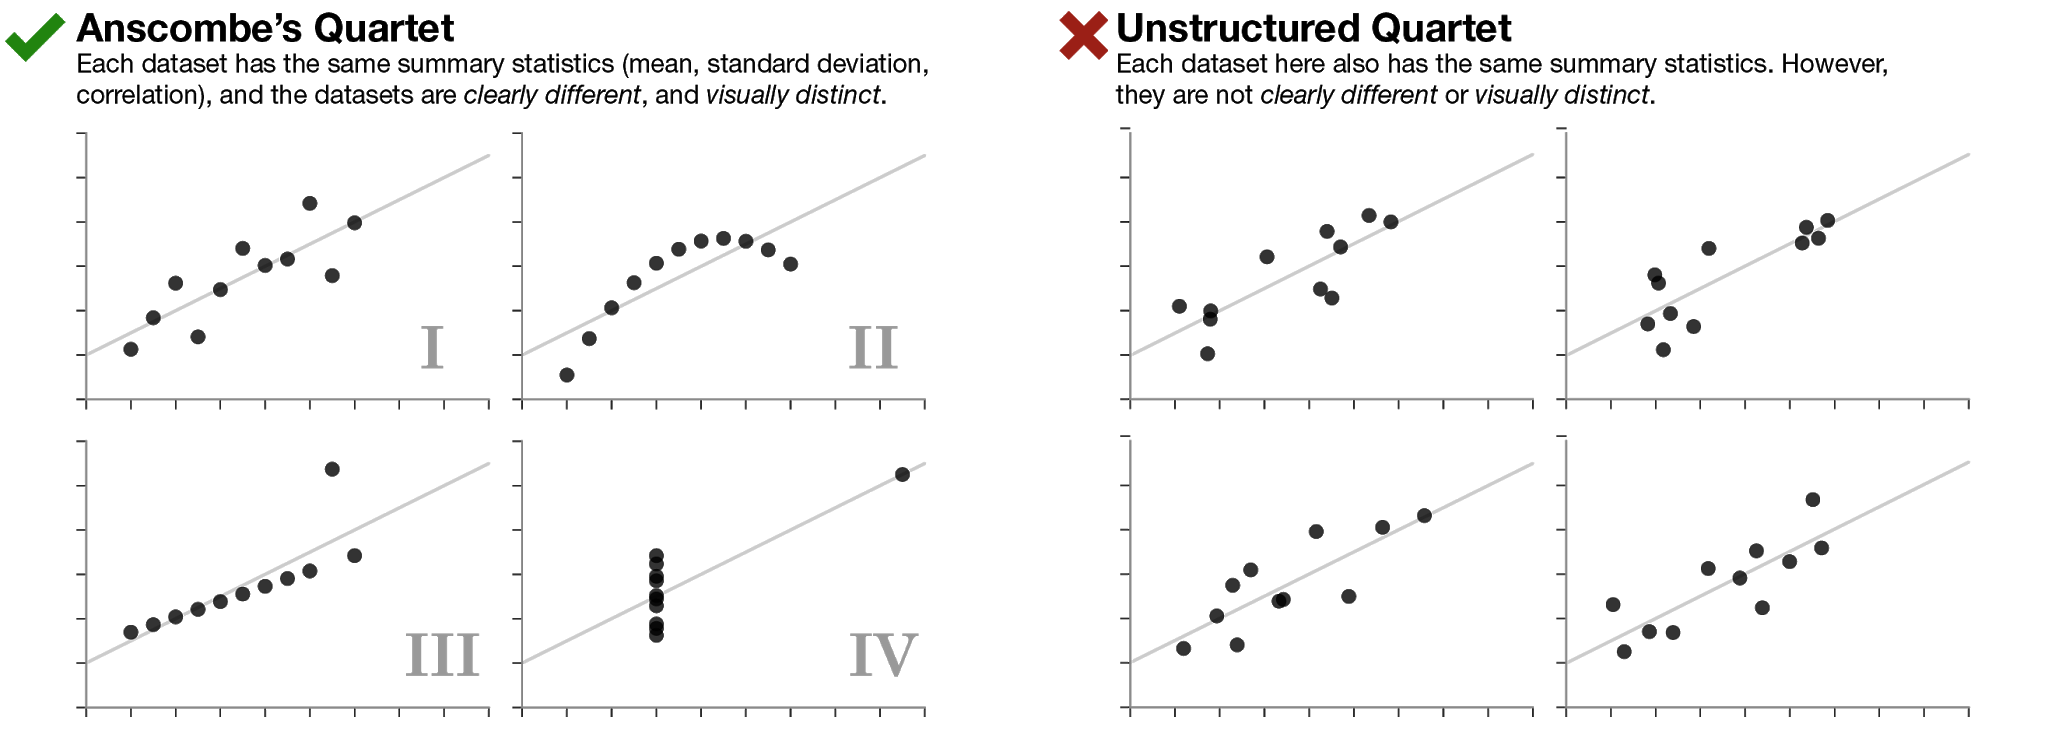 Anscombe’s Quartet
Each dataset has the same summary statistics (mean, standard deviation,
correlation), and the datasets are clearly different, and visually distinct.
I
II
III
IV
Unstructured Quartet
Each dataset here also has the same summary statistics. However,
they are not clearly different or visually distinct.